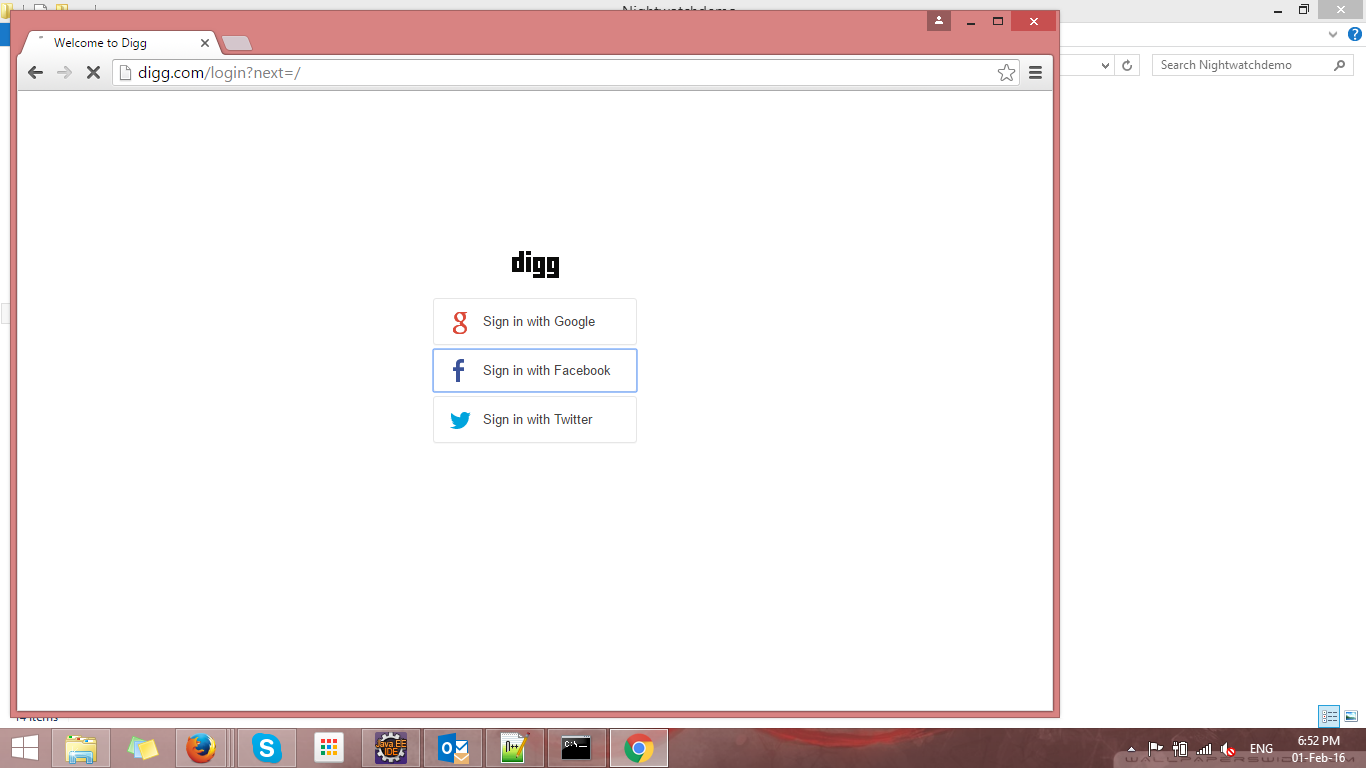 Nightwatchdemo
Welcome to Digg
digg.com/login?next=/
Search Nightwatchdemo
digg
Sign in with Google
Sign in with Facebook
Sign in with Twitter
14 items
Java EE
IDE
C:\
ENG
6:52 PM
01-Feb-16